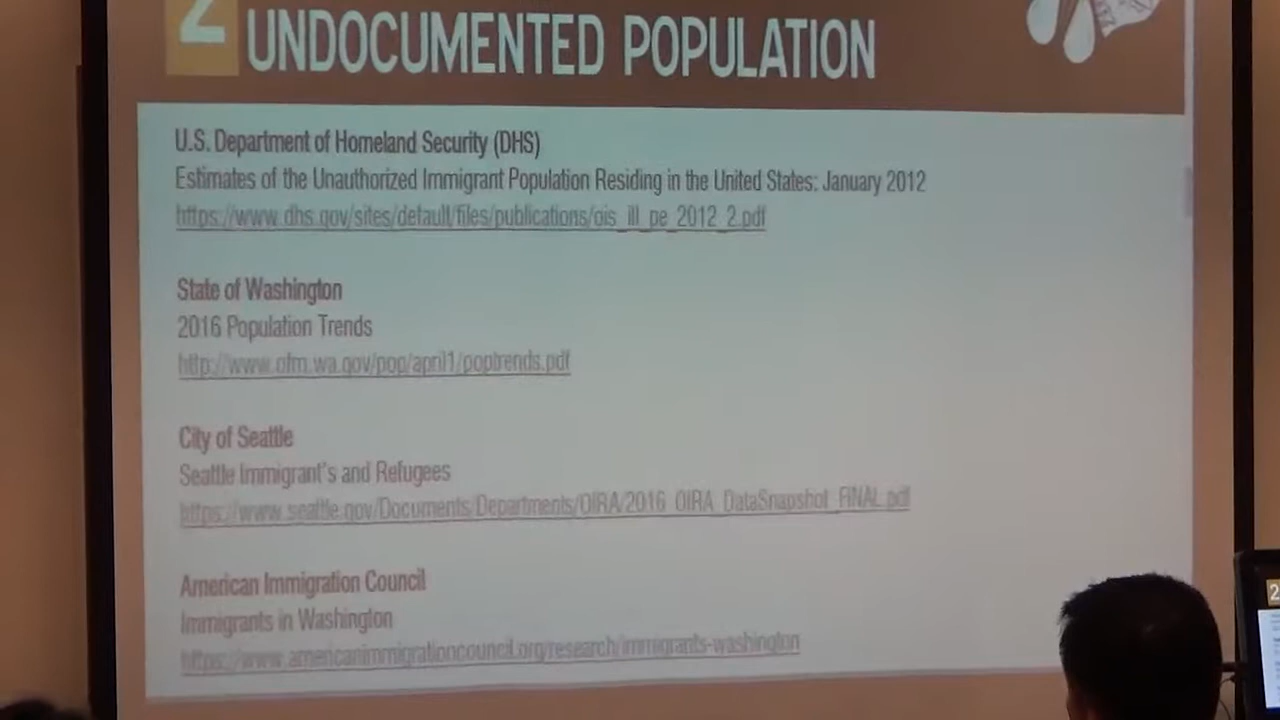 2
UNDOCUMENTED POPULATION
U.S. Department of Homeland Security (DHS)
Estimates of the Unauthorized Immigrant Population Residing in the United States: January 2012
https://www.dhs.gov/sites/default/files/publications/ois_ill_pe_2012_2.pdf
State of Washington
2016 Population Trends
http://www.ofm.wa.gov/pop/april1/poptrends.pdf
City of Seattle
Seattle Immigrant's and Refugees
https://www.seattle.gov/Documents/Departments/OIRA/2016_OIRA_DataSnapshot_FINAL.pdf
American Immigration Council
Immigrants in Washington
https://www.americanimmigrationcouncil.org/research/immigrants-washington
2